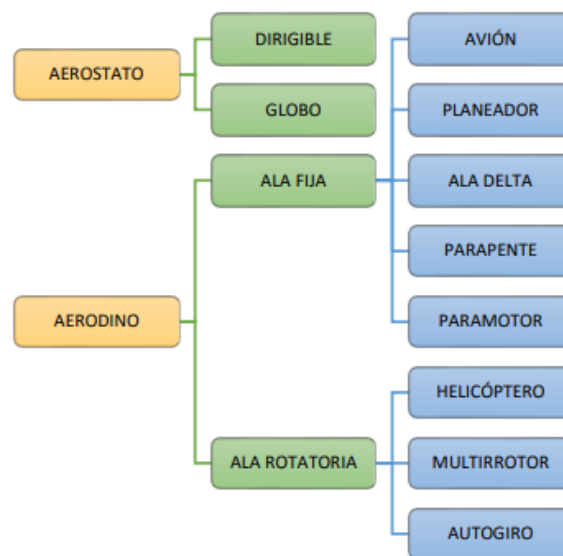 AEROSTATO
DIRIGIBLE
GLOBO
AERODINO
ALA FIJA
AVIÓN
PLANEADOR
ALA DELTA
PARAPENTE
PARAMOTOR
ALA ROTATORIA
HELICÓPTERO
MULTIRROTOR
AUTOGIRO